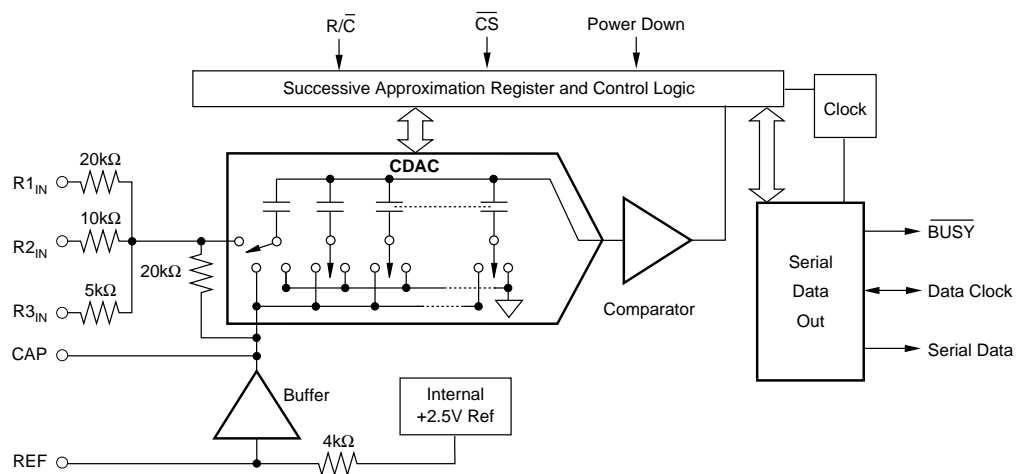 R/C̅
C̅S̅
Power Down
Successive Approximation Register and Control Logic
Clock
CDAC
20kΩ
R1IN
10kΩ
R2IN
20kΩ
5kΩ
R3IN
Comparator
Serial
Data
Out
B̅U̅S̅Y̅
Data Clock
Serial Data
CAP
Buffer
Internal
+2.5V Ref
4kΩ
REF